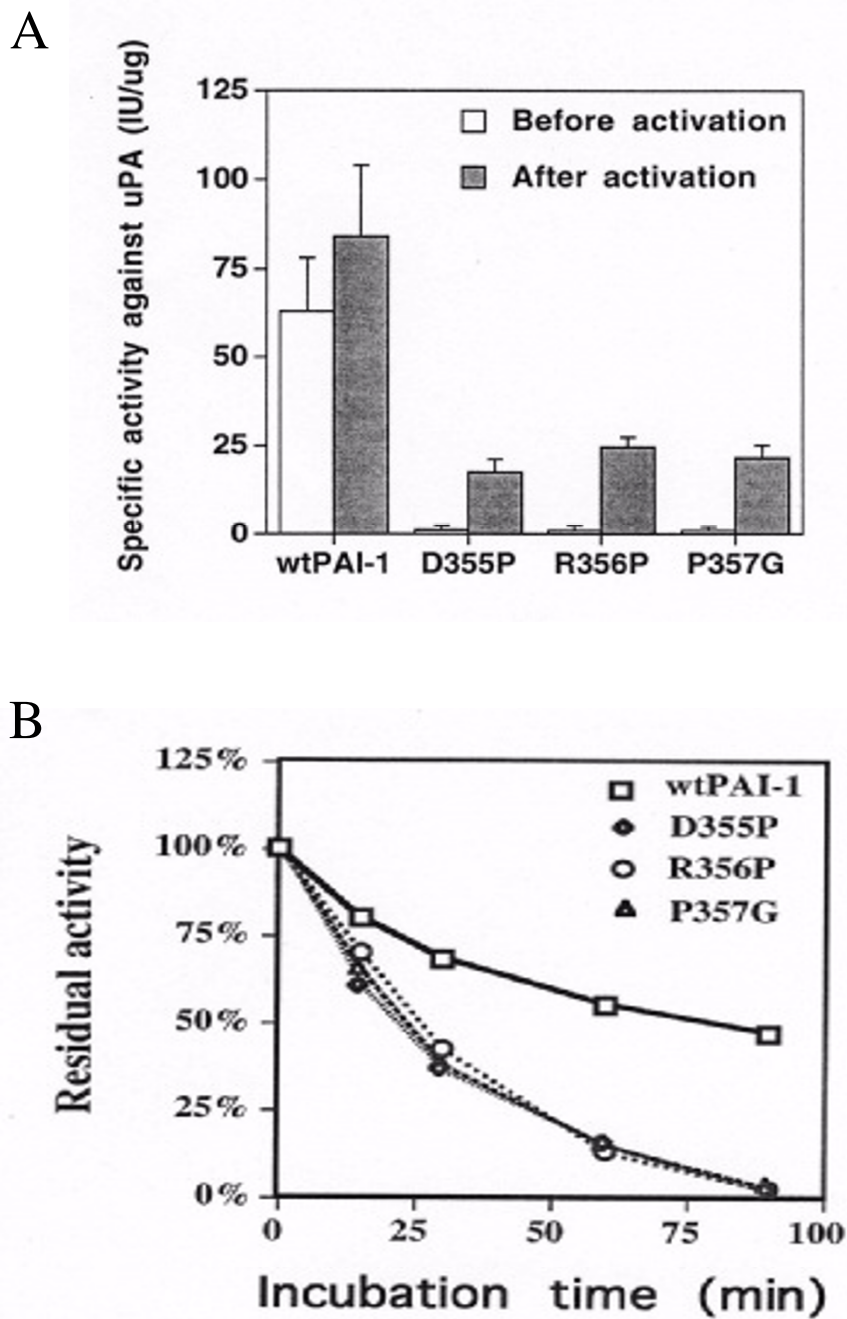 A
Specific activity against uPA (IU/ug)
125
100
75
50
25
0
Before activation
After activation
wtPAI-1 D355P R356P P357G
B
Residual activity
125%
100%
75%
50%
25%
0%
wtPAI-1
D355P
R356P
P357G
0 25 50 75 100
Incubation time (min)